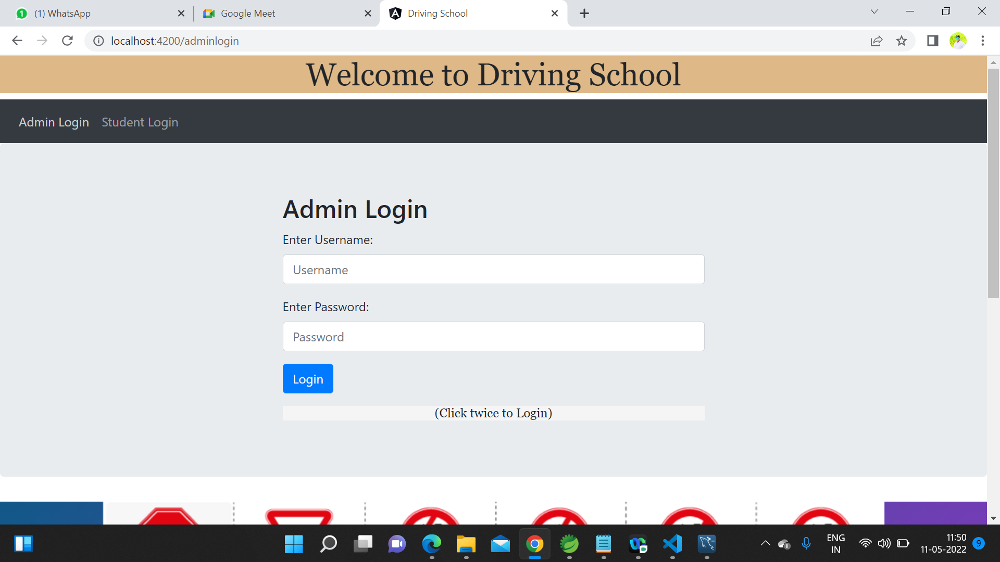 (1) WhatsApp
Google Meet
Driving School
localhost:4200/adminlogin
Welcome to Driving School
Admin Login Student Login
Admin Login
Enter Username:
Username
Enter Password:
Password
Login
(Click twice to Login)
ENG
IN
11:50
11-05-2022
9